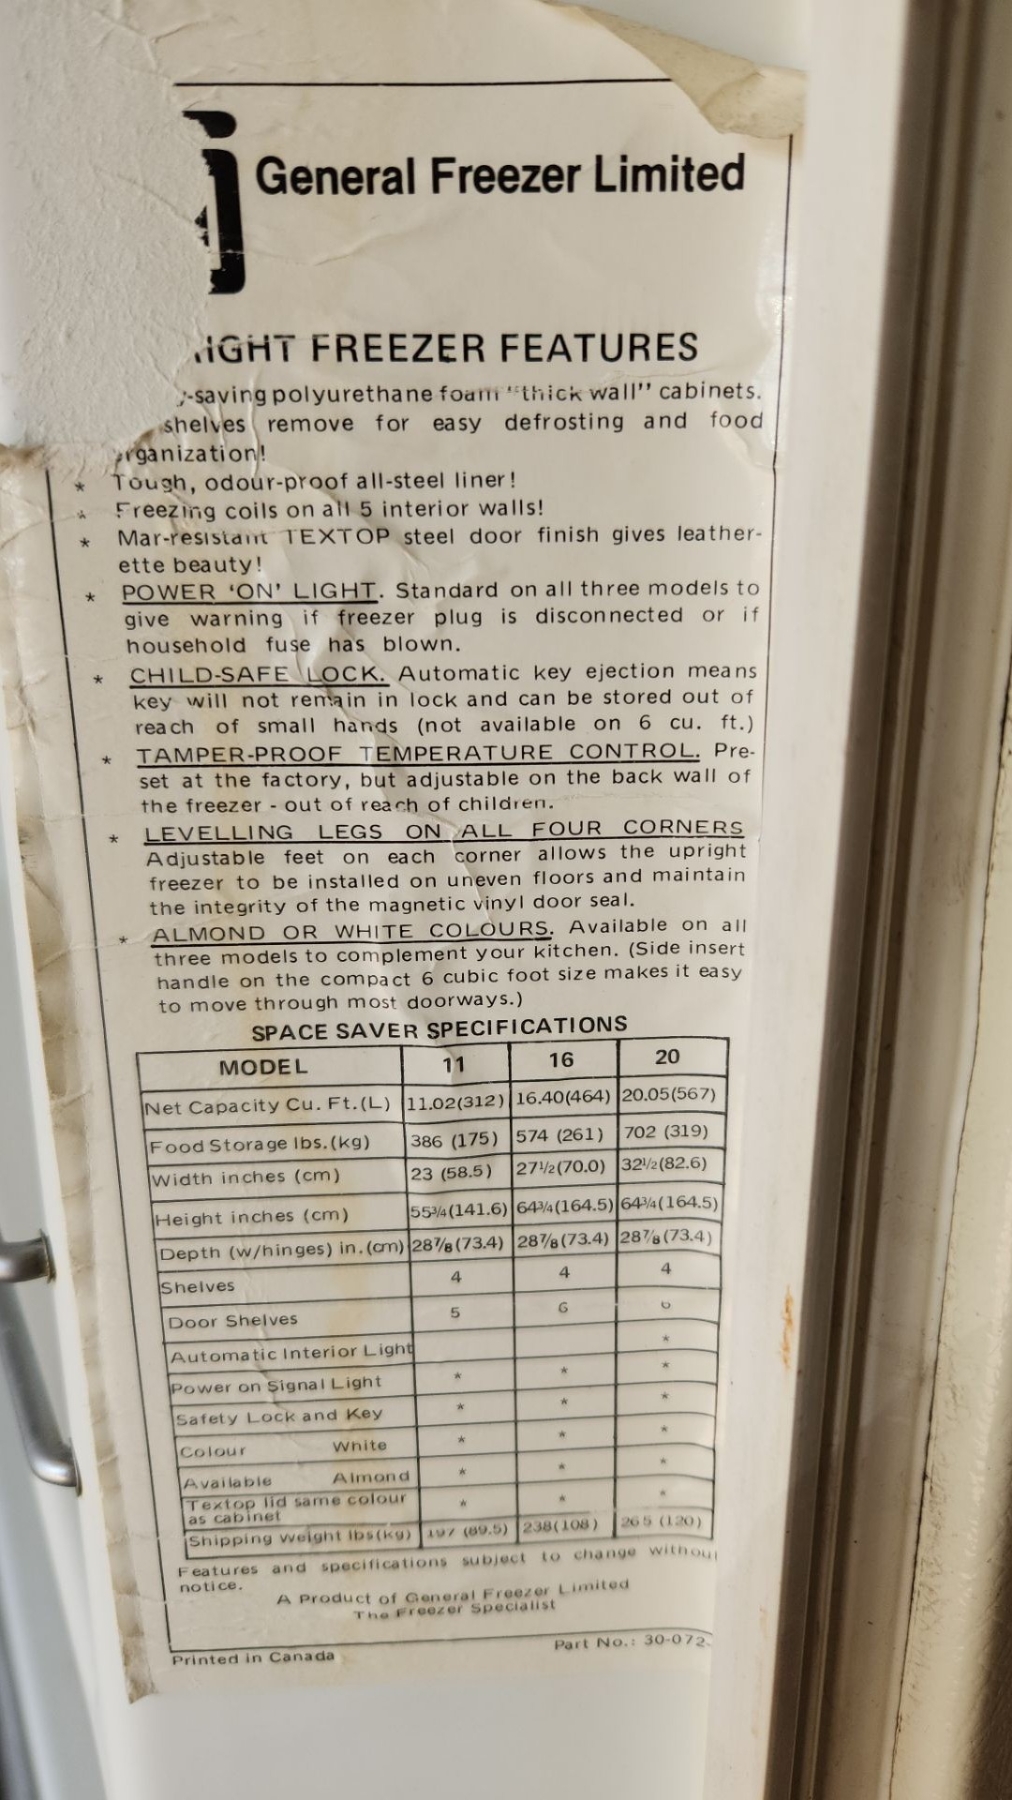 General Freezer Limited
IGHT FREEZER FEATURES
-saving polyurethane foam "thick wall" cabinets.
shelves remove for easy defrosting and food
rganization!
* Tough, odour-proof all-steel liner!
* Freezing coils on all 5 interior walls!
* Mar-resistant TEXTOP steel door finish gives leather-
ette beauty!
* POWER 'ON' LIGHT. Standard on all three models to
give warning if freezer plug is disconnected or if
household fuse has blown.
* CHILD-SAFE LOCK. Automatic key ejection means
key will not remain in lock and can be stored out of
reach of small hands (not available on 6 cu. ft.)
* TAMPER-PROOF TEMPERATURE CONTROL. Pre-
set at the factory, but adjustable on the back wall of
the freezer - out of reach of children.
* LEVELLING LEGS ON ALL FOUR CORNERS
Adjustable feet on each corner allows the upright
freezer to be installed on uneven floors and maintain
the integrity of the magnetic vinyl door seal.
* ALMOND OR WHITE COLOURS. Available on all
three models to complement your kitchen. (Side insert
handle on the compact 6 cubic foot size makes it easy
to move through most doorways.)
SPACE SAVER SPECIFICATIONS
MODEL 11 16 20
Net Capacity Cu. Ft.(L) 11.02(312) 16.40(464) 20.05(567)
Food Storage lbs.(kg) 386 (175) 574 (261) 702 (319)
Width inches (cm) 23 (58.5) 27½(70.0) 32½(82.6)
Height inches (cm) 55¾(141.6) 64¾(164.5) 64¾(164.5)
Depth (w/hinges) in.(cm) 28⅞(73.4) 28⅞(73.4) 28⅞(73.4)
Shelves 4 4 4
Door Shelves 5 6
Automatic Interior Light *
Power on Signal Light * * *
Safety Lock and Key * * *
Colour White * * *
Available Almond * * *
Textop lid same colour
as cabinet * * *
Shipping Weight lbs(kg) 197 (89.5) 238(108) 265 (120)
Features and specifications subject to change without
notice.
A Product of General Freezer Limited
The Freezer Specialist
Printed in Canada Part No.: 30-072-